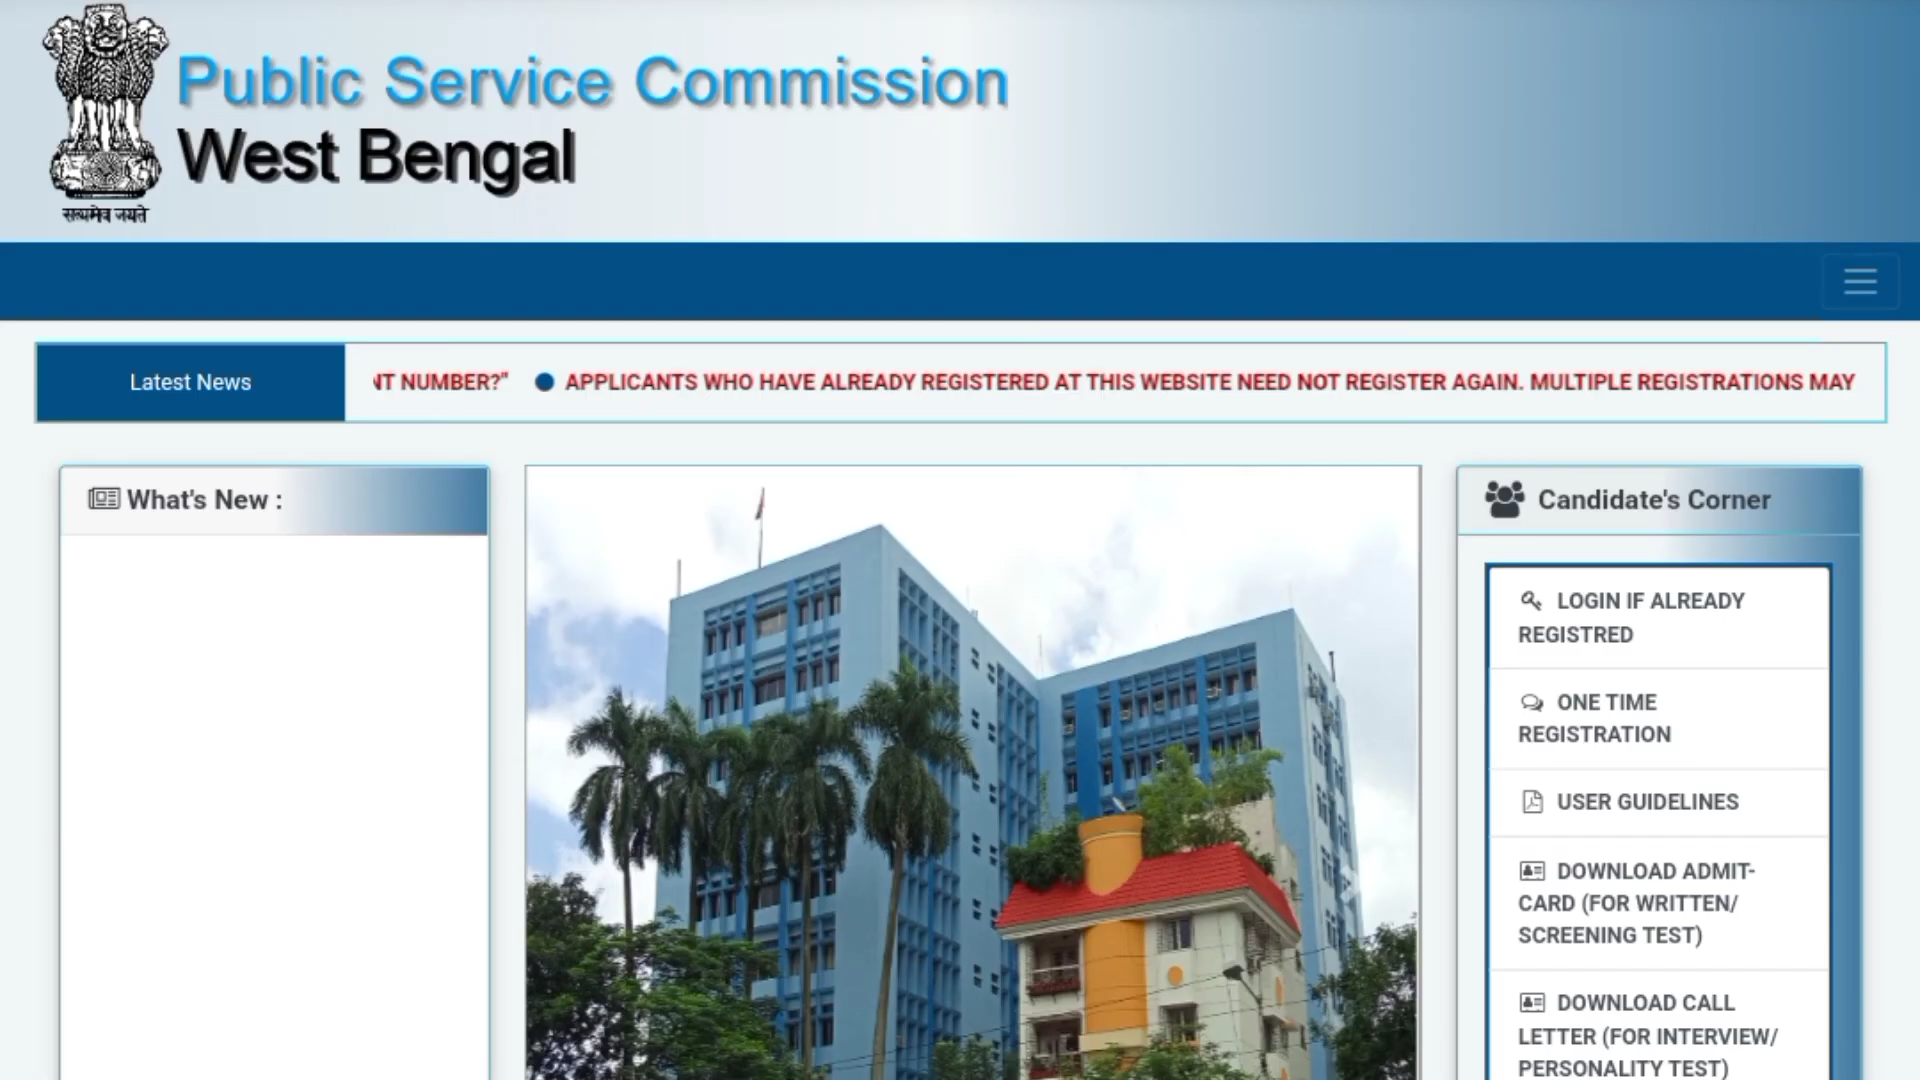 Public Service Commission
West Bengal
सत्यमेव जयते
Latest News
NT NUMBER?"
APPLICANTS WHO HAVE ALREADY REGISTERED AT THIS WEBSITE NEED NOT REGISTER AGAIN. MULTIPLE REGISTRATIONS MAY
What's New :
Candidate's Corner
LOGIN IF ALREADY
REGISTRED
ONE TIME
REGISTRATION
USER GUIDELINES
DOWNLOAD ADMIT-
CARD (FOR WRITTEN/
SCREENING TEST)
DOWNLOAD CALL
LETTER (FOR INTERVIEW/
PERSONALITY TEST)